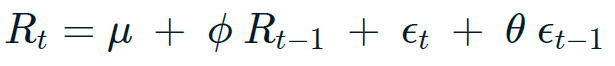 R_t = μ + ϕ R_{t−1} + ϵ_t + θ ϵ_{t−1}